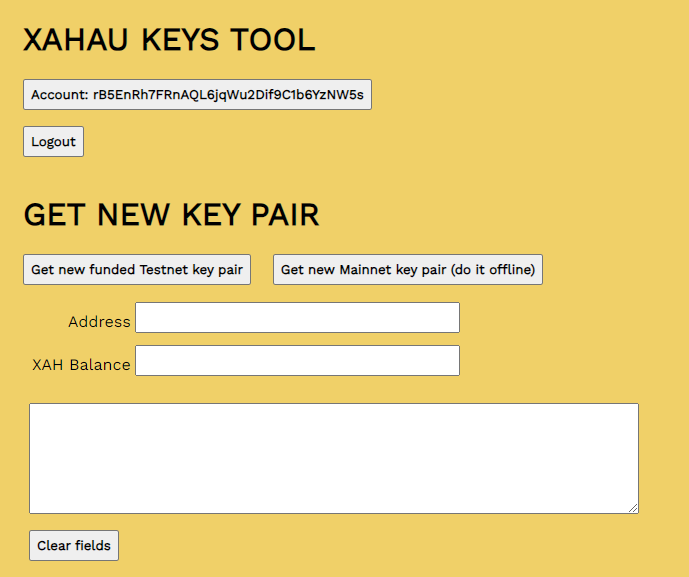 XAHAU KEYS TOOL
Account: rB5EnRh7FRnAQL6jqWu2Dif9C1b6YzNW5s
Logout
GET NEW KEY PAIR
Get new funded Testnet key pair Get new Mainnet key pair (do it offline)
Address
XAH Balance
Clear fields